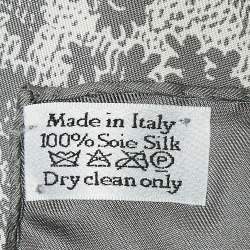 Made in Italy
100% Soie Silk
Dry clean only